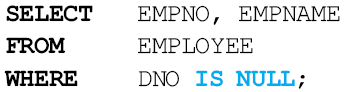 SELECT EMPNO, EMPNAME
FROM EMPLOYEE
WHERE DNO IS NULL;